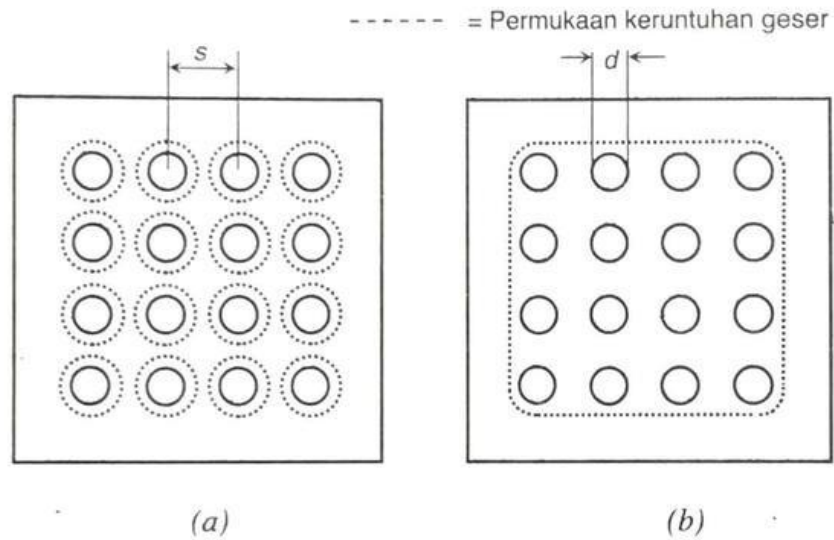 ------ = Permukaan keruntuhan geser
s
d
(a)
(b)